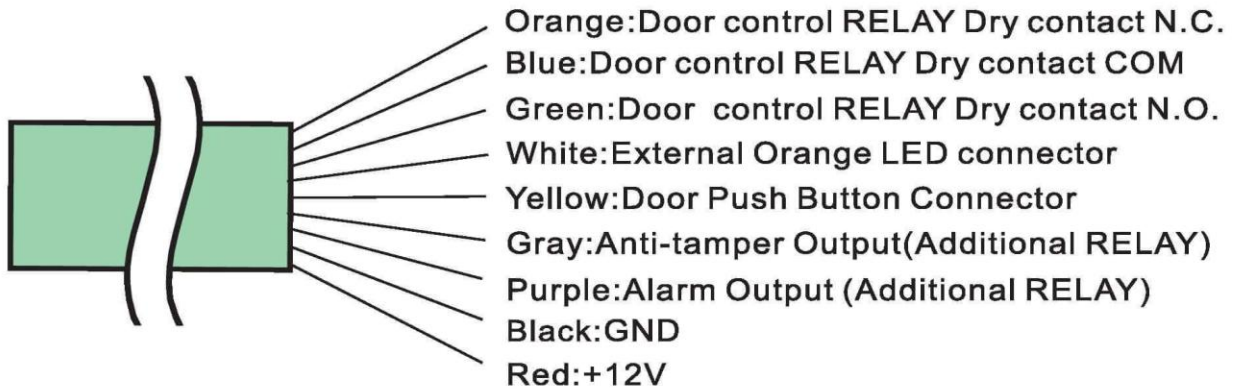 Orange:Door control RELAY Dry contact N.C.
Blue:Door control RELAY Dry contact COM
Green:Door control RELAY Dry contact N.O.
White:External Orange LED connector
Yellow:Door Push Button Connector
Gray:Anti-tamper Output(Additional RELAY)
Purple:Alarm Output (Additional RELAY)
Black:GND
Red:+12V